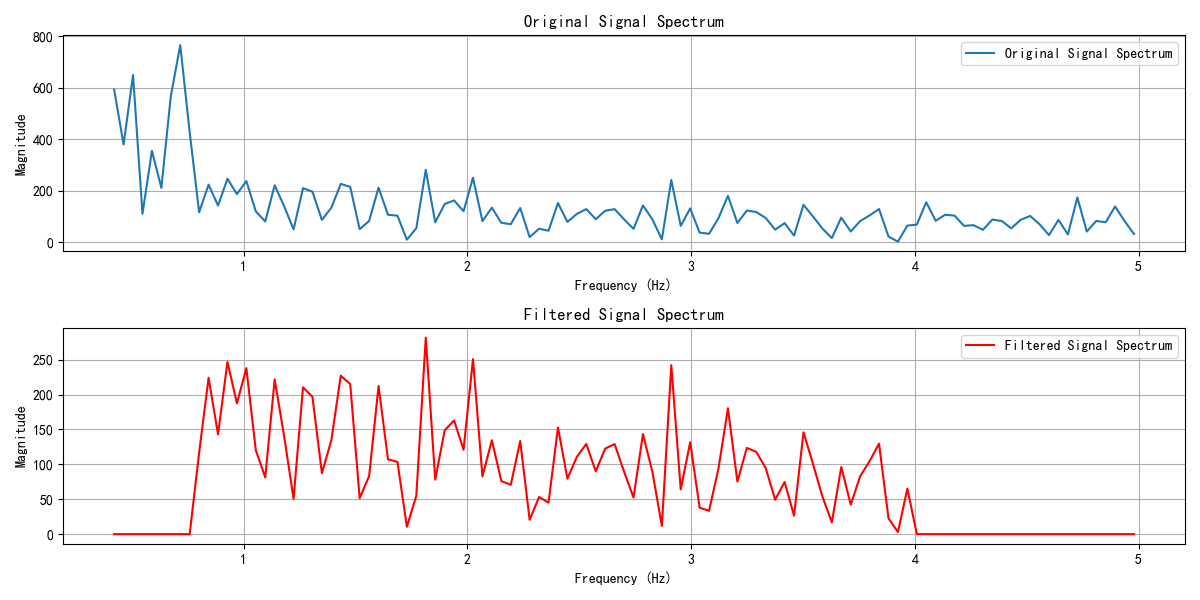 Original Signal Spectrum
800
600
400
200
0
Magnitude
Original Signal Spectrum
1
2
3
4
5
Frequency (Hz)
Filtered Signal Spectrum
250
200
150
100
50
0
Magnitude
Filtered Signal Spectrum
1
2
3
4
5
Frequency (Hz)